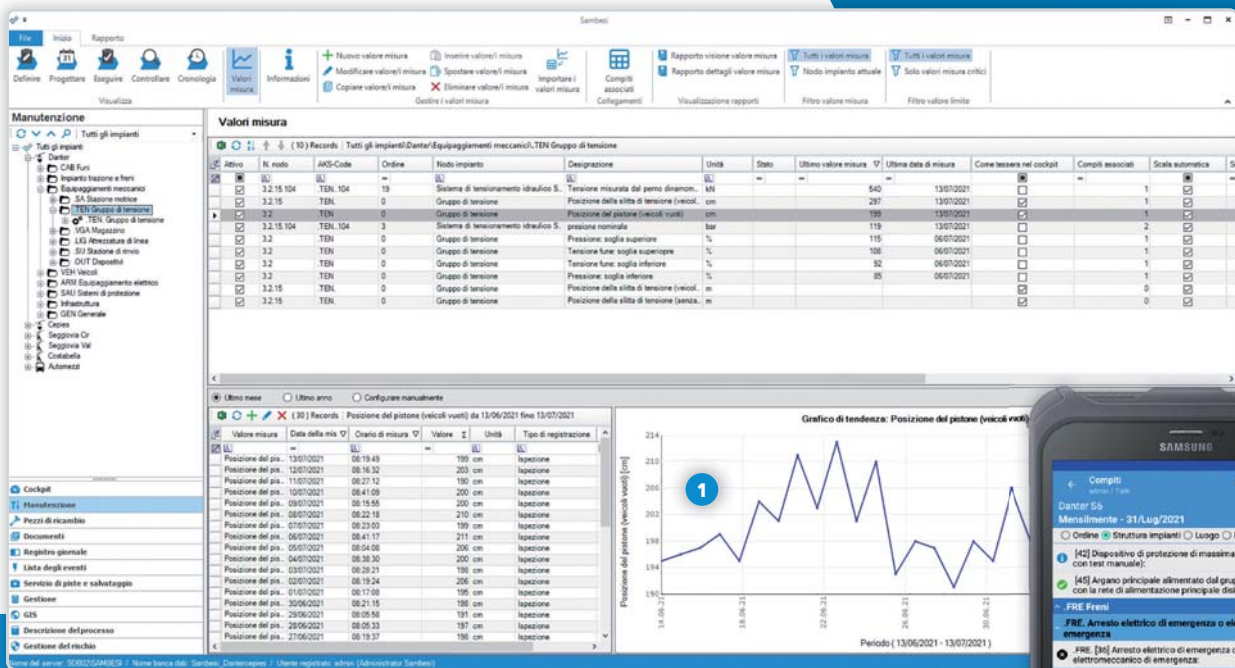 Sambesi
File Inizio Rapporto
Definire Progettare Eseguire Controllare Cronologia
Visualizza
Valori misura
Informazioni
Nuovo valore misura
Modificare valore/i misura
Copiare valore/i misura
Inserire valore/i misura
Spostare valore/i misura
Eliminare valore/i misura
Importare i valori misura
Gestire i valori misura
Compiti associati
Collegamenti
Rapporto visione valore misura
Rapporto dettagli valore misura
Visualizzazione rapporti
Tutti i valori misura
Nodo impianto attuale
Filtro valore misura
Tutti i valori misura
Solo valori misura critici
Filtro valore limite
Manutenzione
Tutti gli impianti
Tutti gli impianti
Danter
CAB Funi
Impianto trazione e freni
Equipaggiamenti meccanici
.SA Stazione motrice
.TEN Gruppo di tensione
.TEN. Gruppo di tensione
.VGA Magazzino
.LIG Attrezzatura di linea
.SU Stazione di rinvio
.OUT Dispositivi
VEH Veicoli
ARM Equipaggiamento elettrico
SAU Sistemi di protezione
Infrastruttura
GEN Generale
Cepies
Seggiovia Cir
Seggiovia Val
Costabella
Automezzi
Cockpit
Manutenzione
Pezzi di ricambio
Documenti
Registro giornale
Lista degli eventi
Servizio di piste e salvataggio
Gestione
GIS
Descrizione del processo
Gestione del rischio
Valori misura
(10) Records Tutti gli impianti\Danter\Equipaggiamenti meccanici\.TEN Gruppo di tensione
Attivo N. nodo AKS-Code Ordine Nodo impianto Designazione Unità Stato Ultimo valore misura Ultima data di misura Come tessera nel cockpit Compiti associati Scala automatica
3.2.15.104 .TEN..104 19 Sistema di tensionamento idraulico S.. Tensione misurata dal perno dinamom.. kN 540 13/07/2021 1
3.2.15 .TEN. 0 Gruppo di tensione Posizione della slitta di tensione (veicol.. cm 297 13/07/2021 1
3.2 .TEN 0 Gruppo di tensione Posizione del pistone (veicoli vuoti) cm 199 13/07/2021 1
3.2.15.104 .TEN..104 3 Sistema di tensionamento idraulico S.. presione nominale bar 119 13/07/2021 2
3.2 .TEN 0 Gruppo di tensione Pressione: soglia superiore % 115 06/07/2021 1
3.2 .TEN 0 Gruppo di tensione Tensione fune: soglia superiopre % 108 06/07/2021 1
3.2 .TEN 0 Gruppo di tensione Tensione fune: soglia inferiore % 92 06/07/2021 1
3.2 .TEN 0 Gruppo di tensione Pressione: soglia inferiore % 85 06/07/2021 1
3.2.15 .TEN. 0 Gruppo di tensione Posizione della slitta di tensione (veicol.. m 0
3.2.15 .TEN. 0 Gruppo di tensione Posizione della slitta di tensione (senza.. m 0
Ultimo mese Ultimo anno Configurare manualmente
(30) Records Posizione del pistone (veicoli vuoti) da 13/06/2021 fino 13/07/2021
Valore misura Data della mis Orario di misura Valore Unità Tipo di registrazione
Posizione del pis.. 13/07/2021 08:19:49 199 cm Ispezione
Posizione del pis.. 12/07/2021 08:16:32 203 cm Ispezione
Posizione del pis.. 11/07/2021 08:27:12 190 cm Ispezione
Posizione del pis.. 10/07/2021 08:41:09 200 cm Ispezione
Posizione del pis.. 09/07/2021 08:15:55 200 cm Ispezione
Posizione del pis.. 08/07/2021 08:22:18 210 cm Ispezione
Posizione del pis.. 07/07/2021 08:23:03 199 cm Ispezione
Posizione del pis.. 06/07/2021 08:41:17 211 cm Ispezione
Posizione del pis.. 05/07/2021 08:04:08 206 cm Ispezione
Posizione del pis.. 04/07/2021 08:38:30 200 cm Ispezione
Posizione del pis.. 03/07/2021 08:28:21 198 cm Ispezione
Posizione del pis.. 02/07/2021 08:19:24 206 cm Ispezione
Posizione del pis.. 01/07/2021 08:17:08 195 cm Ispezione
Posizione del pis.. 30/06/2021 08:21:15 198 cm Ispezione
Posizione del pis.. 29/06/2021 08:05:58 191 cm Ispezione
Posizione del pis.. 28/06/2021 08:05:33 197 cm Ispezione
Posizione del pis.. 27/06/2021 08:19:37 198 cm Ispezione
Grafico di tendenza: Posizione del pistone (veicoli vuoti)
Posizione del pistone (veicoli vuoti) [cm]
214
210
206
202
198
194
190
1
14.06.21 18.06.21 22.06.21 26.06.21 30.06.21
Periodo ( 13/06/2021 - 13/07/2021 )
SAMSUNG
Compiti
admin / Turk
Danter S6
Mensilmente - 31/Lug/2021
Ordine Struttura impianti Luogo
[42] Dispositivo di protezione di massima
con test manuale):
[45] Argano principale alimentato dal grup
con la rete di alimentazione principale dis
.FRE Freni
.FRE. Arresto elettrico di emergenza o ele
emergenza
.FRE. [36] Arresto elettrico di emergenza o
elettromeccanico di emergenza:
Nome del server: SDB02\SAMBESI / Nome banca dati: Sambesi_Dantercepies / Utente registrato: admin (Administrator Sambesi)